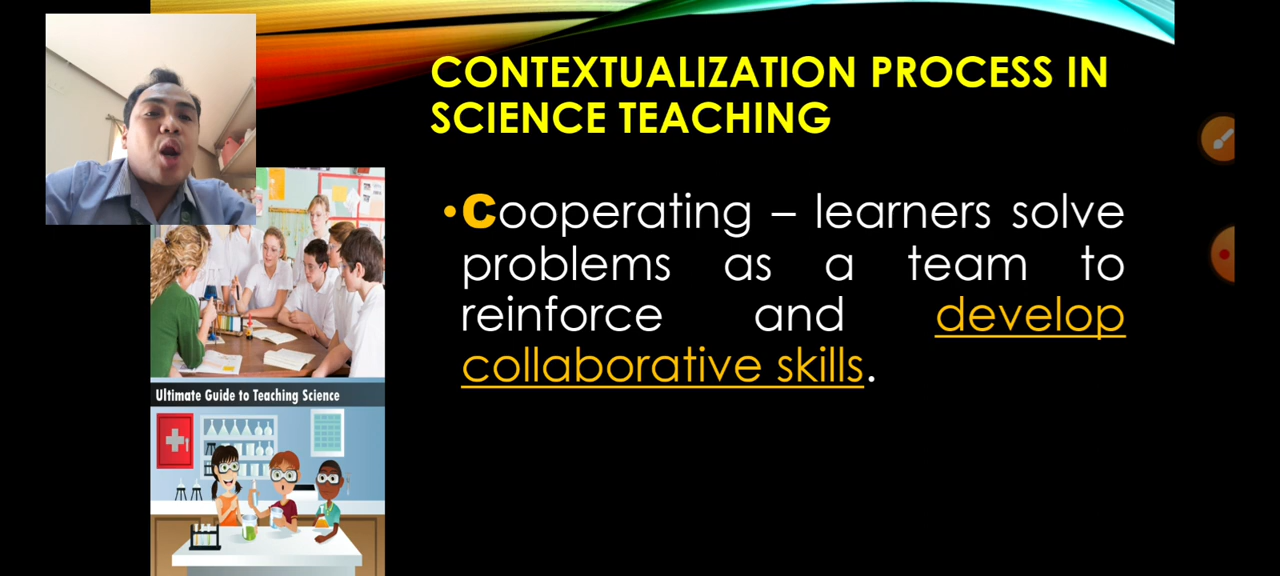 CONTEXTUALIZATION PROCESS IN
SCIENCE TEACHING
•Cooperating – learners solve
problems as a team to
reinforce and develop
collaborative skills.
Ultimate Guide to Teaching Science